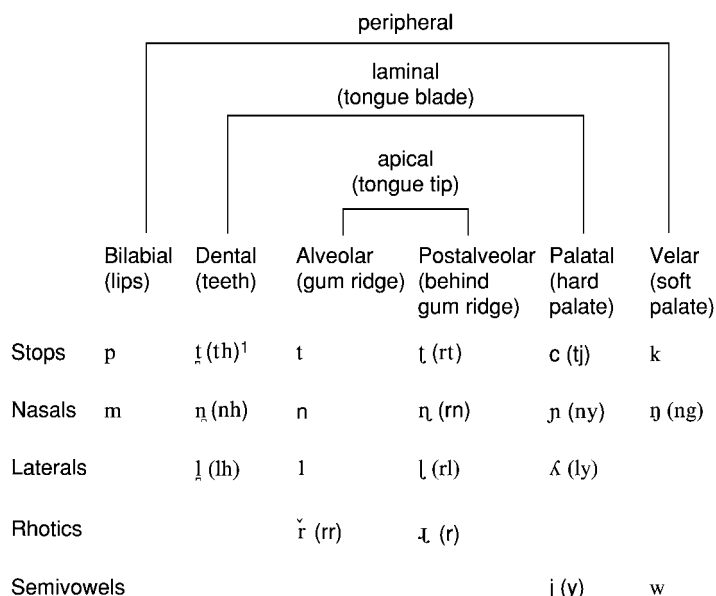 peripheral
laminal
(tongue blade)
apical
(tongue tip)
Bilabial Dental Alveolar Postalveolar Palatal Velar
(lips) (teeth) (gum ridge) (behind (hard (soft
gum ridge) palate) palate)
Stops p t̪ (th)¹ t ʈ (rt) c (tj) k
Nasals m n̪ (nh) n ɳ (rn) ɲ (ny) ŋ (ng)
Laterals l̪ (lh) l ɭ (rl) ʎ (ly)
Rhotics ř (rr) ɻ (r)
Semivowels j (y) w